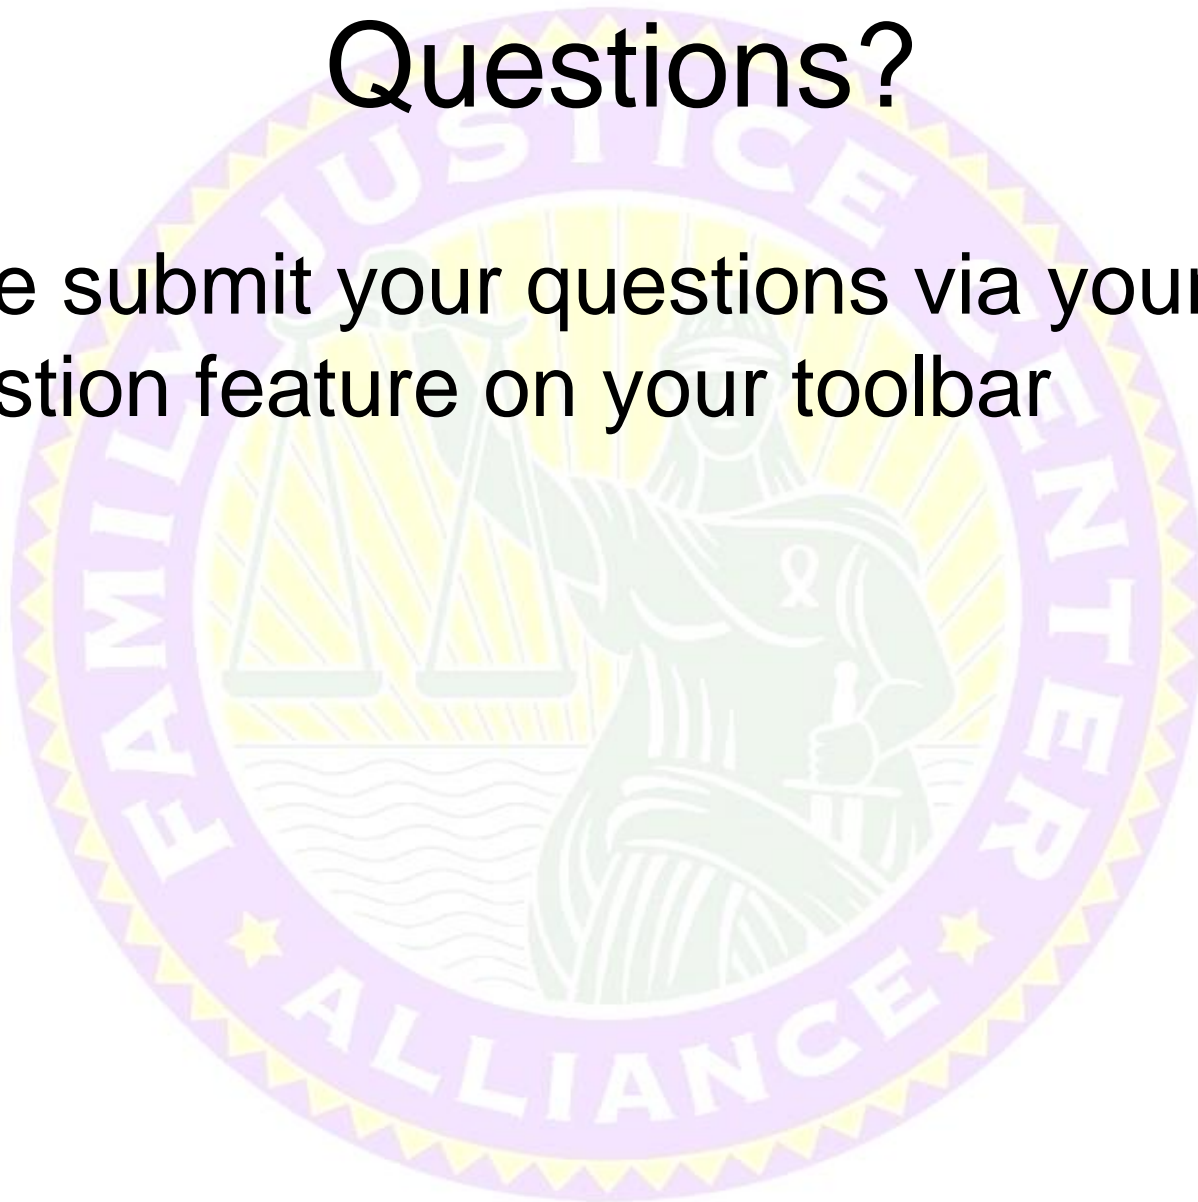 Questions?
e submit your questions via your
stion feature on your toolbar
FAMILY JUSTICE CENTER
ALLIANCE